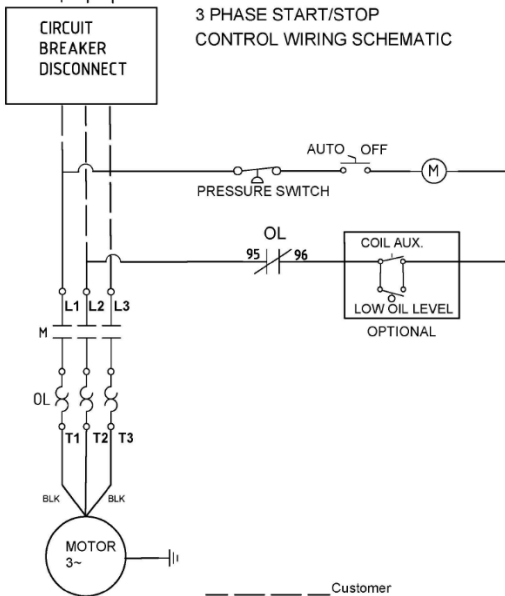 3 PHASE START/STOP
CONTROL WIRING SCHEMATIC
CIRCUIT
BREAKER
DISCONNECT
AUTO OFF
M
PRESSURE SWITCH
OL
95 96
COIL AUX.
LOW OIL LEVEL
OPTIONAL
L1 L2 L3
M
OL
T1 T2 T3
BLK BLK
MOTOR
3~
Customer